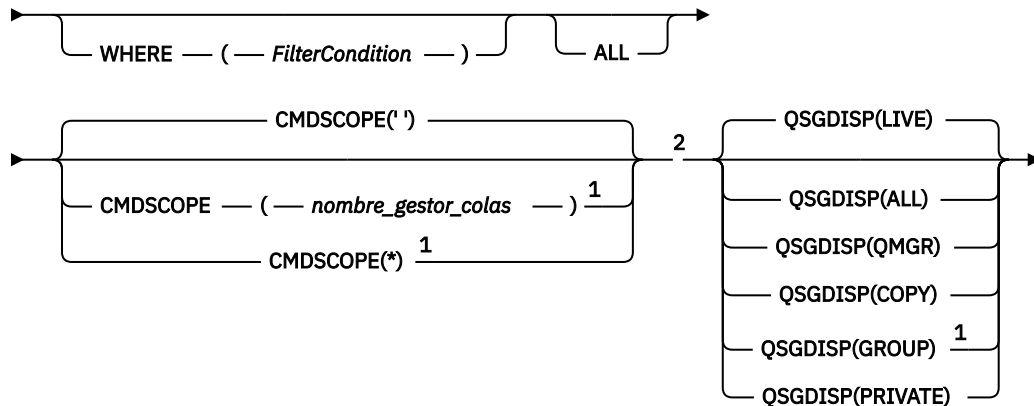 WHERE ( FilterCondition ) ALL
CMDSCOPE(' ')
CMDSCOPE ( nombre_gestor_colas ) 1
CMDSCOPE(*) 1
2
QSGDISP(LIVE)
QSGDISP(ALL)
QSGDISP(QMGR)
QSGDISP(COPY)
QSGDISP(GROUP) 1
QSGDISP(PRIVATE)